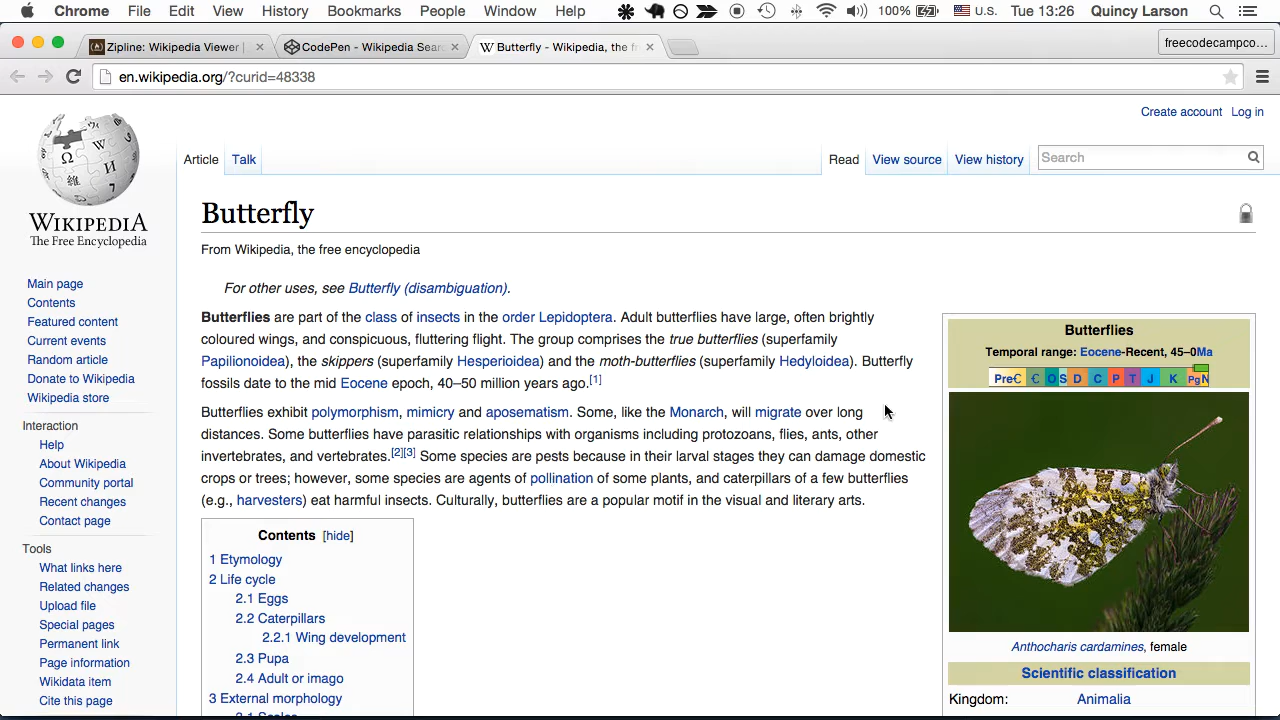 Chrome File Edit View History Bookmarks People Window Help 100% U.S. Tue 13:26 Quincy Larson
Zipline: Wikipedia Viewer | CodePen - Wikipedia Sear Butterfly - Wikipedia, the fr freecodecampco...
en.wikipedia.org/?curid=48338
Create account Log in
Article Talk Read View source View history Search
WIKIPEDIA
The Free Encyclopedia
Main page
Contents
Featured content
Current events
Random article
Donate to Wikipedia
Wikipedia store
Interaction
Help
About Wikipedia
Community portal
Recent changes
Contact page
Tools
What links here
Related changes
Upload file
Special pages
Permanent link
Page information
Wikidata item
Cite this page
Butterfly
From Wikipedia, the free encyclopedia
For other uses, see Butterfly (disambiguation).
Butterflies are part of the class of insects in the order Lepidoptera. Adult butterflies have large, often brightly
coloured wings, and conspicuous, fluttering flight. The group comprises the true butterflies (superfamily
Papilionoidea), the skippers (superfamily Hesperioidea) and the moth-butterflies (superfamily Hedyloidea). Butterfly
fossils date to the mid Eocene epoch, 40–50 million years ago.[1]
Butterflies exhibit polymorphism, mimicry and aposematism. Some, like the Monarch, will migrate over long
distances. Some butterflies have parasitic relationships with organisms including protozoans, flies, ants, other
invertebrates, and vertebrates.[2][3] Some species are pests because in their larval stages they can damage domestic
crops or trees; however, some species are agents of pollination of some plants, and caterpillars of a few butterflies
(e.g., harvesters) eat harmful insects. Culturally, butterflies are a popular motif in the visual and literary arts.
Contents [hide]
1 Etymology
2 Life cycle
2.1 Eggs
2.2 Caterpillars
2.2.1 Wing development
2.3 Pupa
2.4 Adult or imago
3 External morphology
3.1 Scales
Butterflies
Temporal range: Eocene-Recent, 45–0Ma
PreЄ Є O S D C P T J K Pg N
Anthocharis cardamines, female
Scientific classification
Kingdom: Animalia